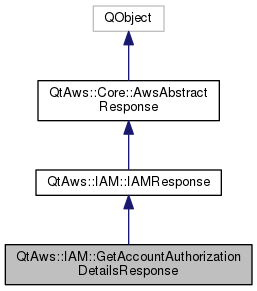 QObject
QtAws::Core::AwsAbstract
Response
QtAws::IAM::IAMResponse
QtAws::IAM::GetAccountAuthorization
DetailsResponse